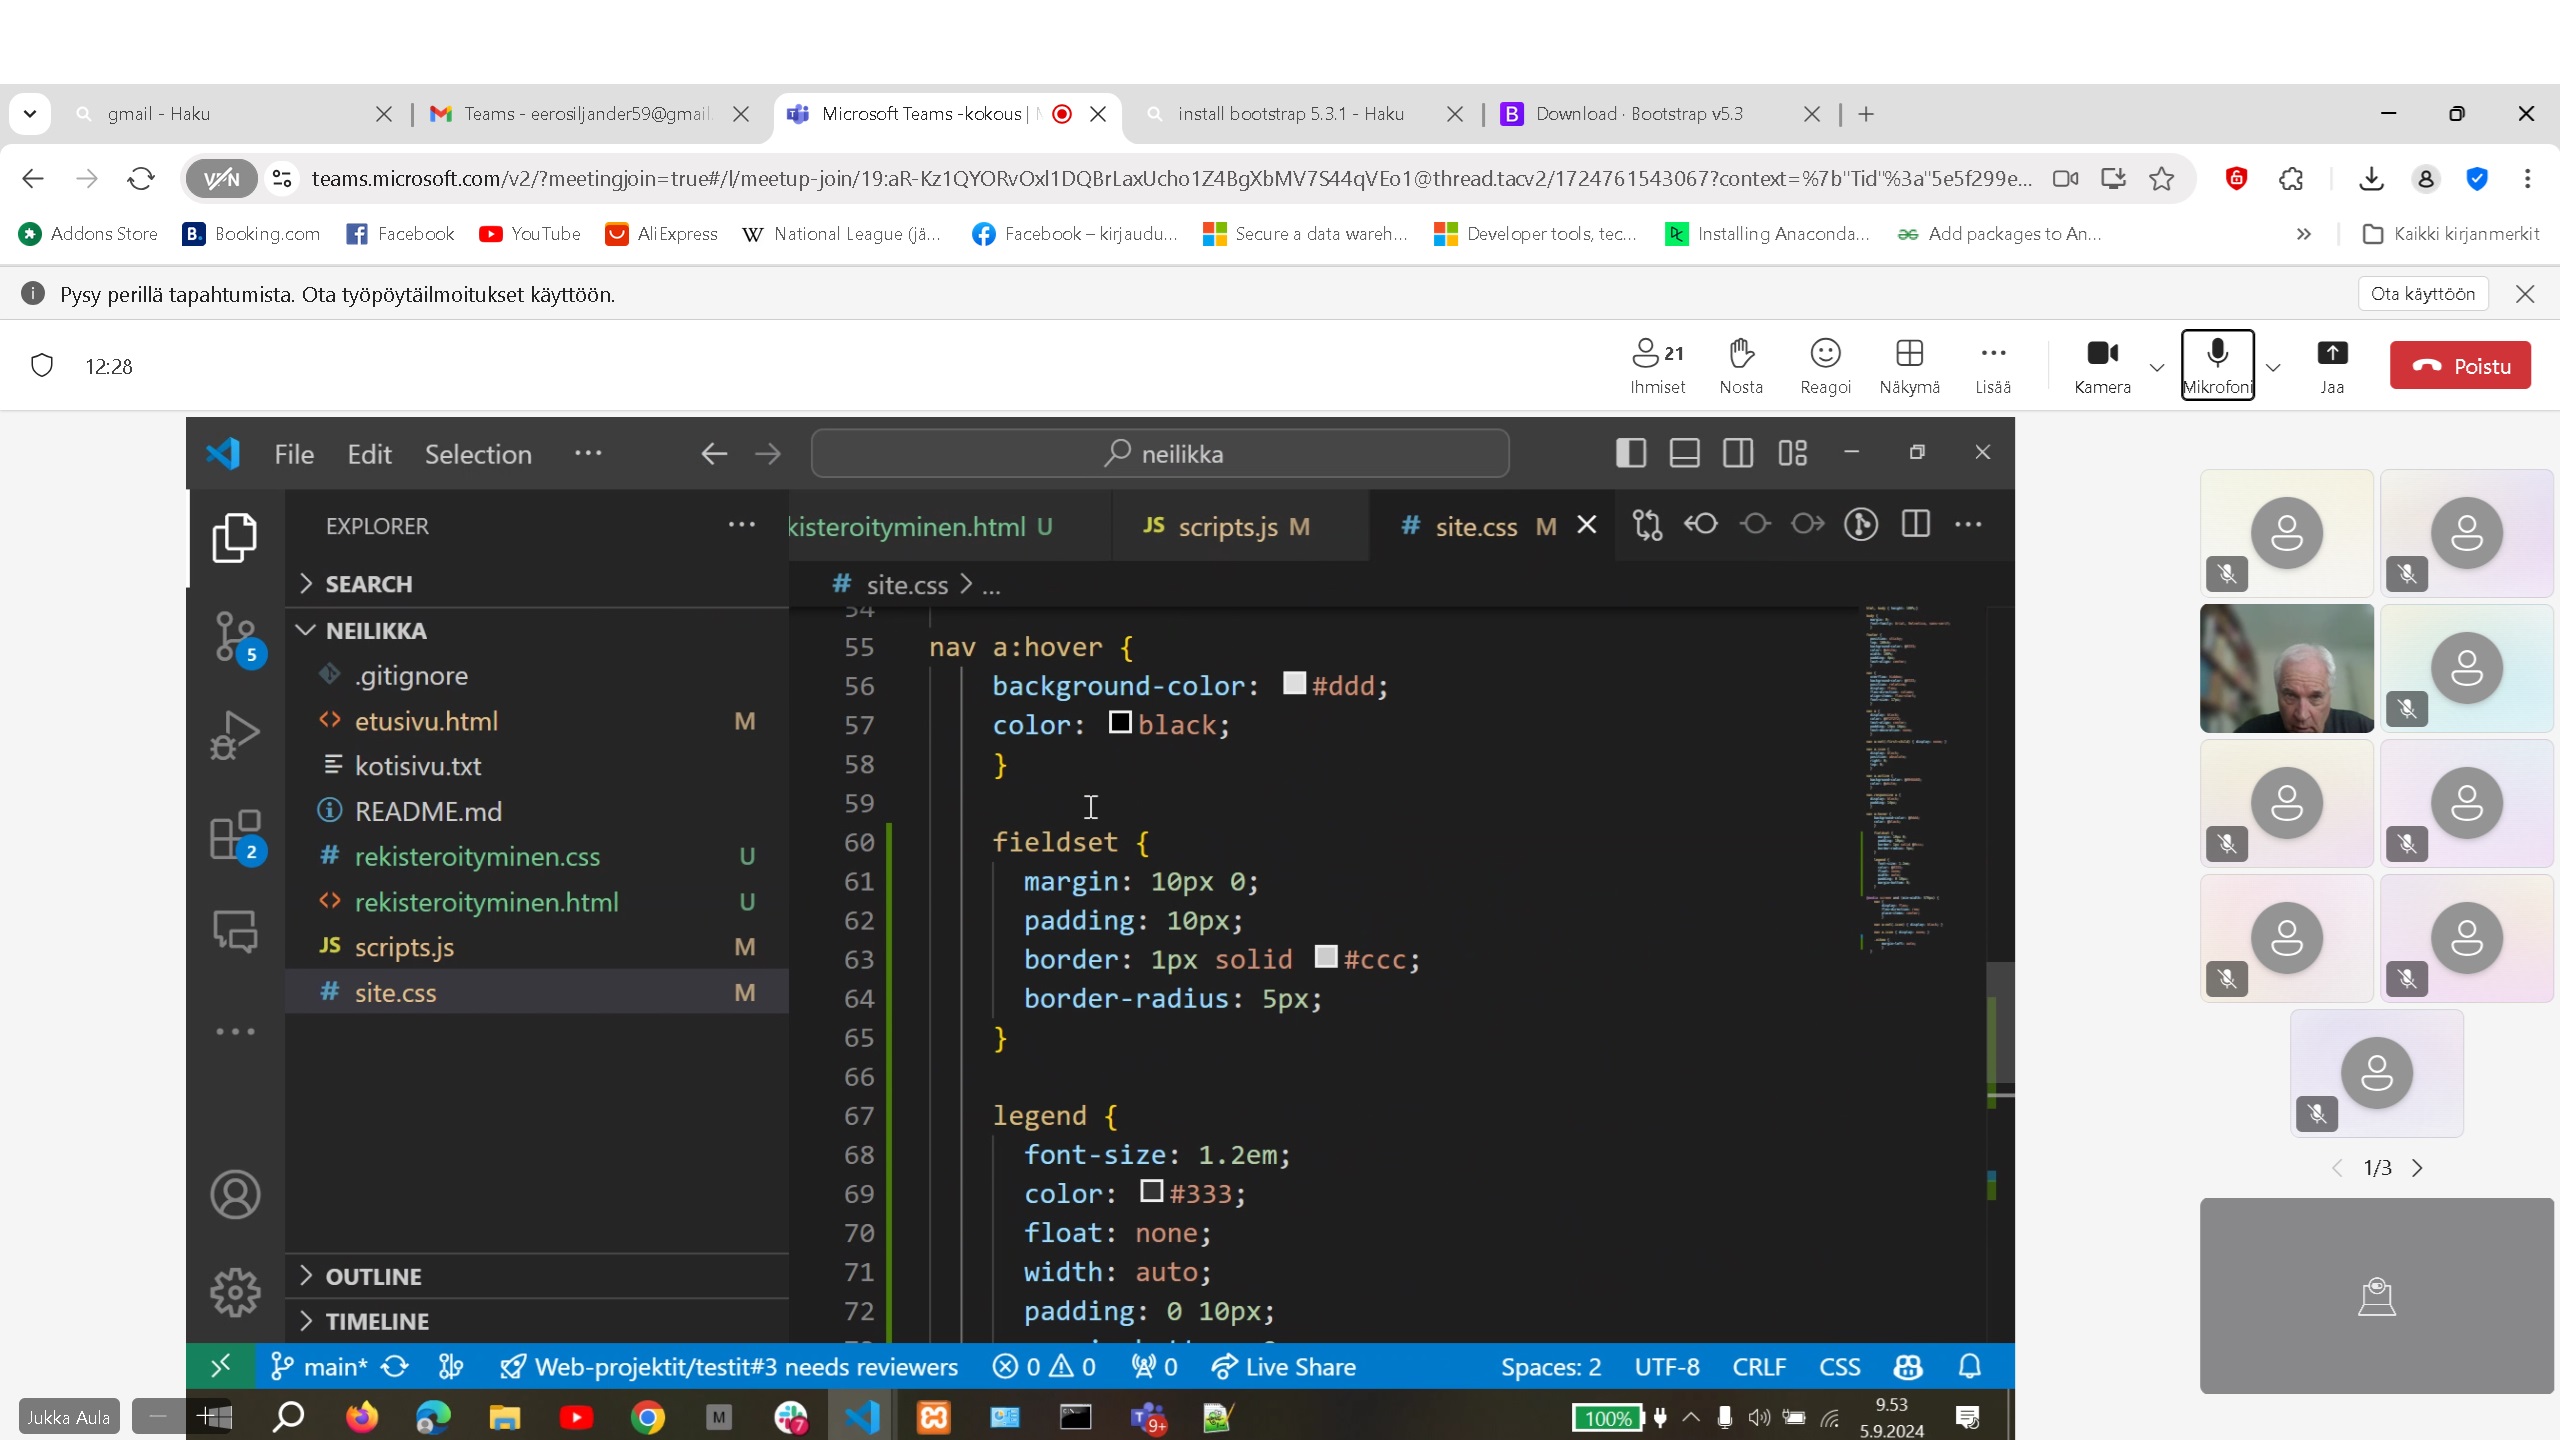 gmail - Haku
Teams - eerosiljander59@gmail.
Microsoft Teams -kokous |
install bootstrap 5.3.1 - Haku
Download · Bootstrap v5.3
VPN
teams.microsoft.com/v2/?meetingjoin=true#/l/meetup-join/19:aR-Kz1QYORvOxl1DQBrLaxUcho1Z4BgXbMV7S44qVEo1@thread.tacv2/1724761543067?context=%7b"Tid"%3a"5e5f299e...
Addons Store
Booking.com
Facebook
YouTube
AliExpress
National League (jä...
Facebook – kirjaudu...
Secure a data wareh...
Developer tools, tec...
Installing Anaconda...
Add packages to An...
Kaikki kirjanmerkit
Pysy perillä tapahtumista. Ota työpöytäilmoitukset käyttöön.
Ota käyttöön
12:28
21
Ihmiset
Nosta
Reagoi
Näkymä
Lisää
Kamera
Mikrofoni
Jaa
Poistu
File Edit Selection ...
neilikka
EXPLORER
kisteroityminen.html U
JS scripts.js M
# site.css M
SEARCH
# site.css > ...
NEILIKKA
.gitignore
etusivu.html M
kotisivu.txt
README.md
# rekisteroityminen.css U
rekisteroityminen.html U
JS scripts.js M
# site.css M
OUTLINE
TIMELINE
5
2
54
55 nav a:hover {
56 background-color: #ddd;
57 color: black;
58 }
59
60 fieldset {
61 margin: 10px 0;
62 padding: 10px;
63 border: 1px solid #ccc;
64 border-radius: 5px;
65 }
66
67 legend {
68 font-size: 1.2em;
69 color: #333;
70 float: none;
71 width: auto;
72 padding: 0 10px;
1/3
main*
Web-projektit/testit#3 needs reviewers
0 0
0
Live Share
Spaces: 2
UTF-8
CRLF
CSS
Jukka Aula
M
7
9+
100%
9.53
5.9.2024